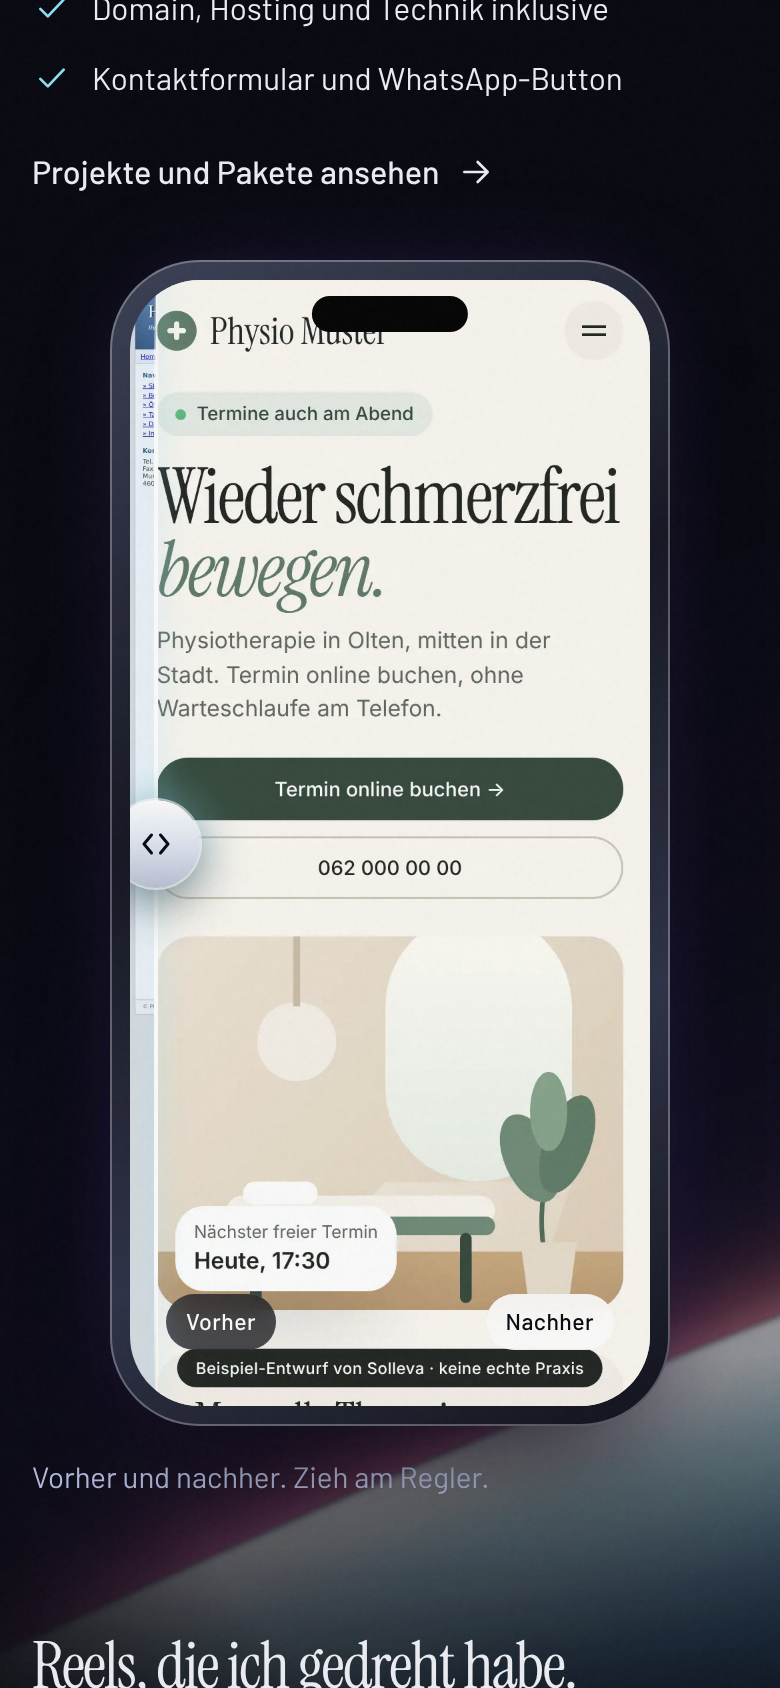 Domain, Hosting und Technik inklusive
Kontaktformular und WhatsApp-Button
Projekte und Pakete ansehen →
Physio Muster
Hom
Termine auch am Abend
Wieder schmerzfrei
bewegen.
Physiotherapie in Olten, mitten in der
Stadt. Termin online buchen, ohne
Warteschlaufe am Telefon.
Termin online buchen →
062 000 00 00
Nächster freier Termin
Heute, 17:30
Vorher
Nachher
Beispiel-Entwurf von Solleva · keine echte Praxis
Vorher und nachher. Zieh am Regler.
Reels, die ich gedreht habe.